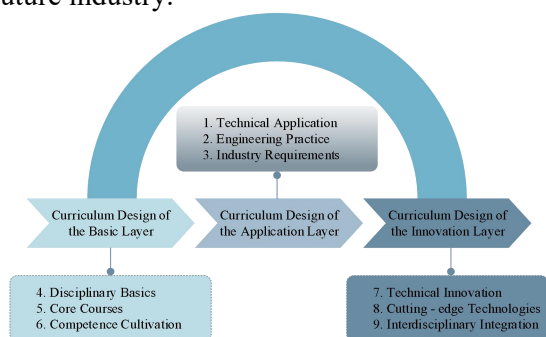 uture industry.
1. Technical Application
2. Engineering Practice
3. Industry Requirements
Curriculum Design of
the Basic Layer
Curriculum Design of
the Application Layer
Curriculum Design of
the Innovation Layer
4. Disciplinary Basics
5. Core Courses
6. Competence Cultivation
7. Technical Innovation
8. Cutting - edge Technologies
9. Interdisciplinary Integration